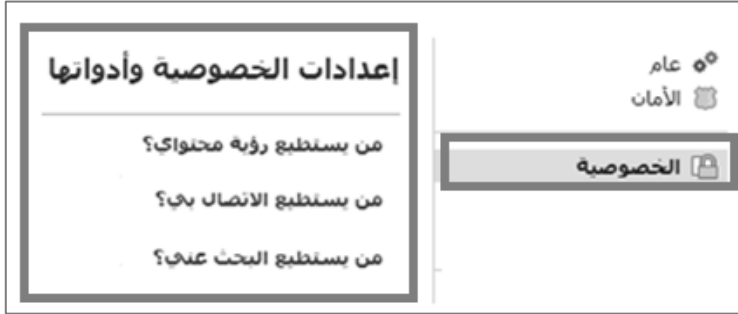 عام
الأمان
الخصوصية
إعدادات الخصوصية وأدواتها
من يستطيع رؤية محتواي؟
من يستطيع الاتصال بي؟
من يستطيع البحث عني؟